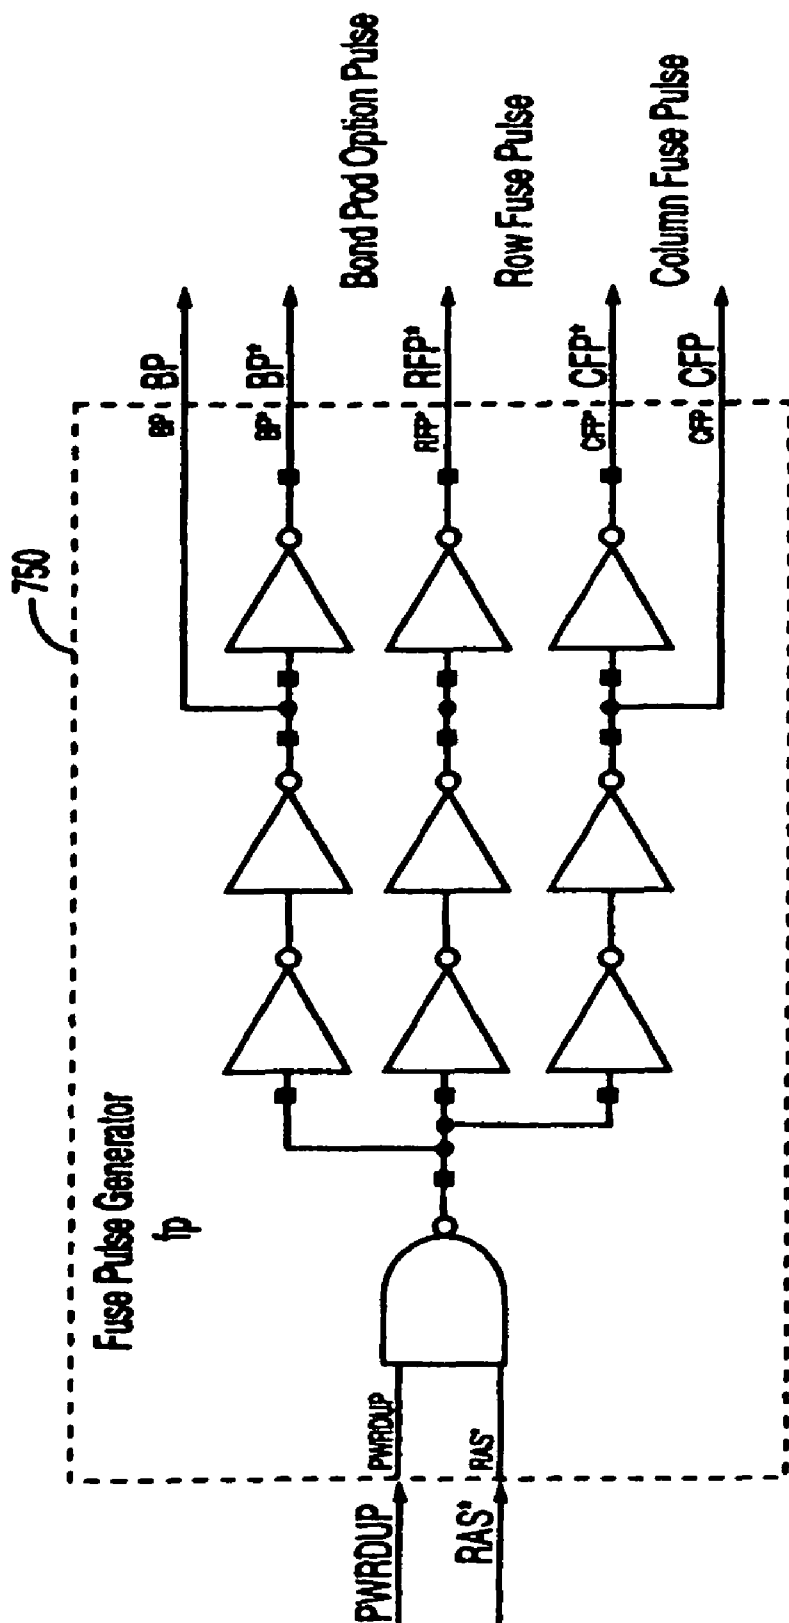 750
Fuse Pulse Generator
fp
PWRDUP
PWRDUP
RAS*
RAS*
BP
BP
BP*
BP*
Bond Pod Option Pulse
RFP*
RFP*
Row Fuse Pulse
CFP*
CFP*
Column Fuse Pulse
CFP
CFP